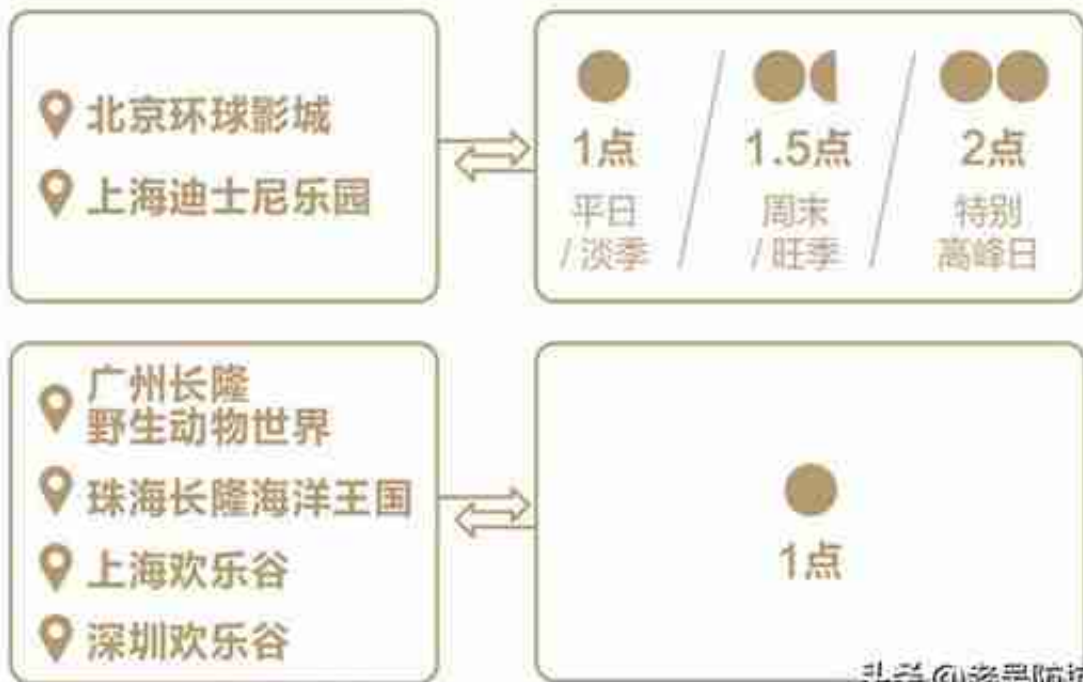 北京环球影城
上海迪士尼乐园
1点
平日
/ 淡季
1.5点
周末
/ 旺季
2点
特别
高峰日
广州长隆
野生动物世界
珠海长隆海洋王国
上海欢乐谷
深圳欢乐谷
1点